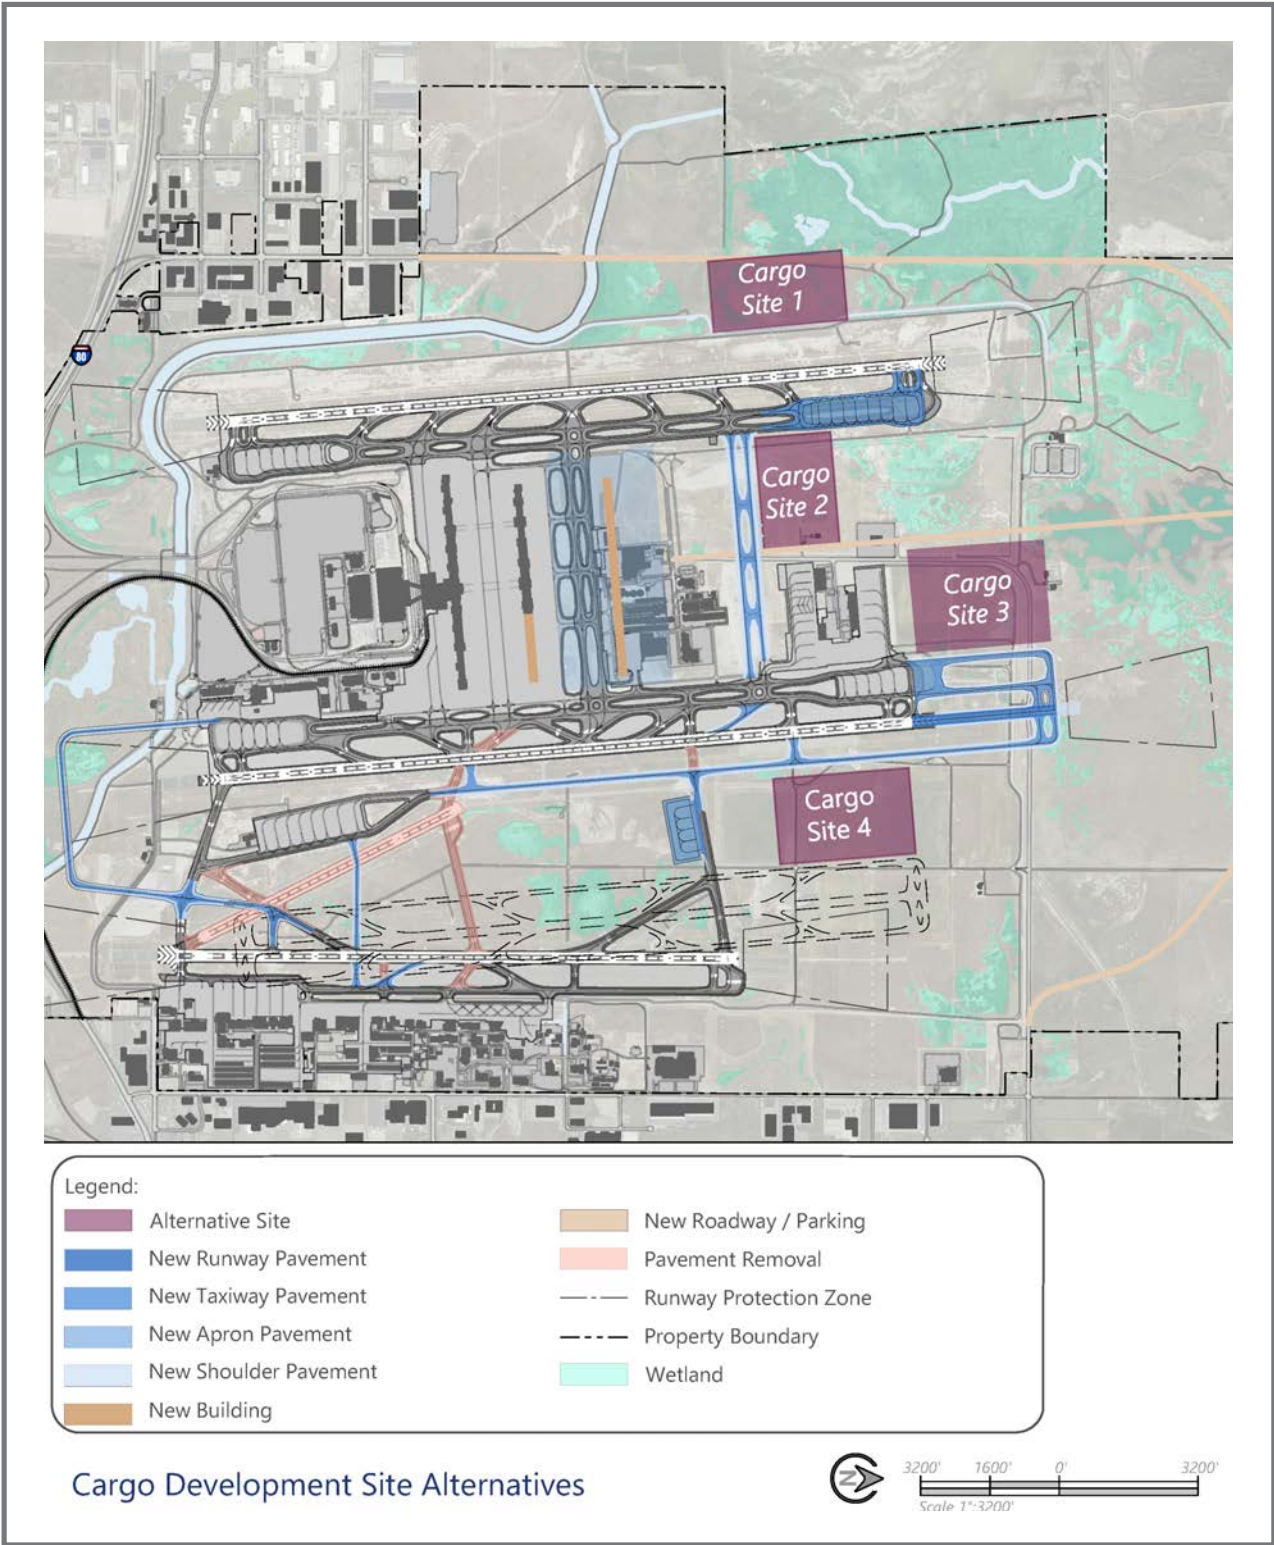 Cargo
Site 1
80
Cargo
Site 2
Cargo
Site 3
Cargo
Site 4
Legend:
Alternative Site
New Runway Pavement
New Taxiway Pavement
New Apron Pavement
New Shoulder Pavement
New Building
New Roadway / Parking
Pavement Removal
Runway Protection Zone
Property Boundary
Wetland
Cargo Development Site Alternatives
N
3200' 1600' 0' 3200'
Scale 1":3200'